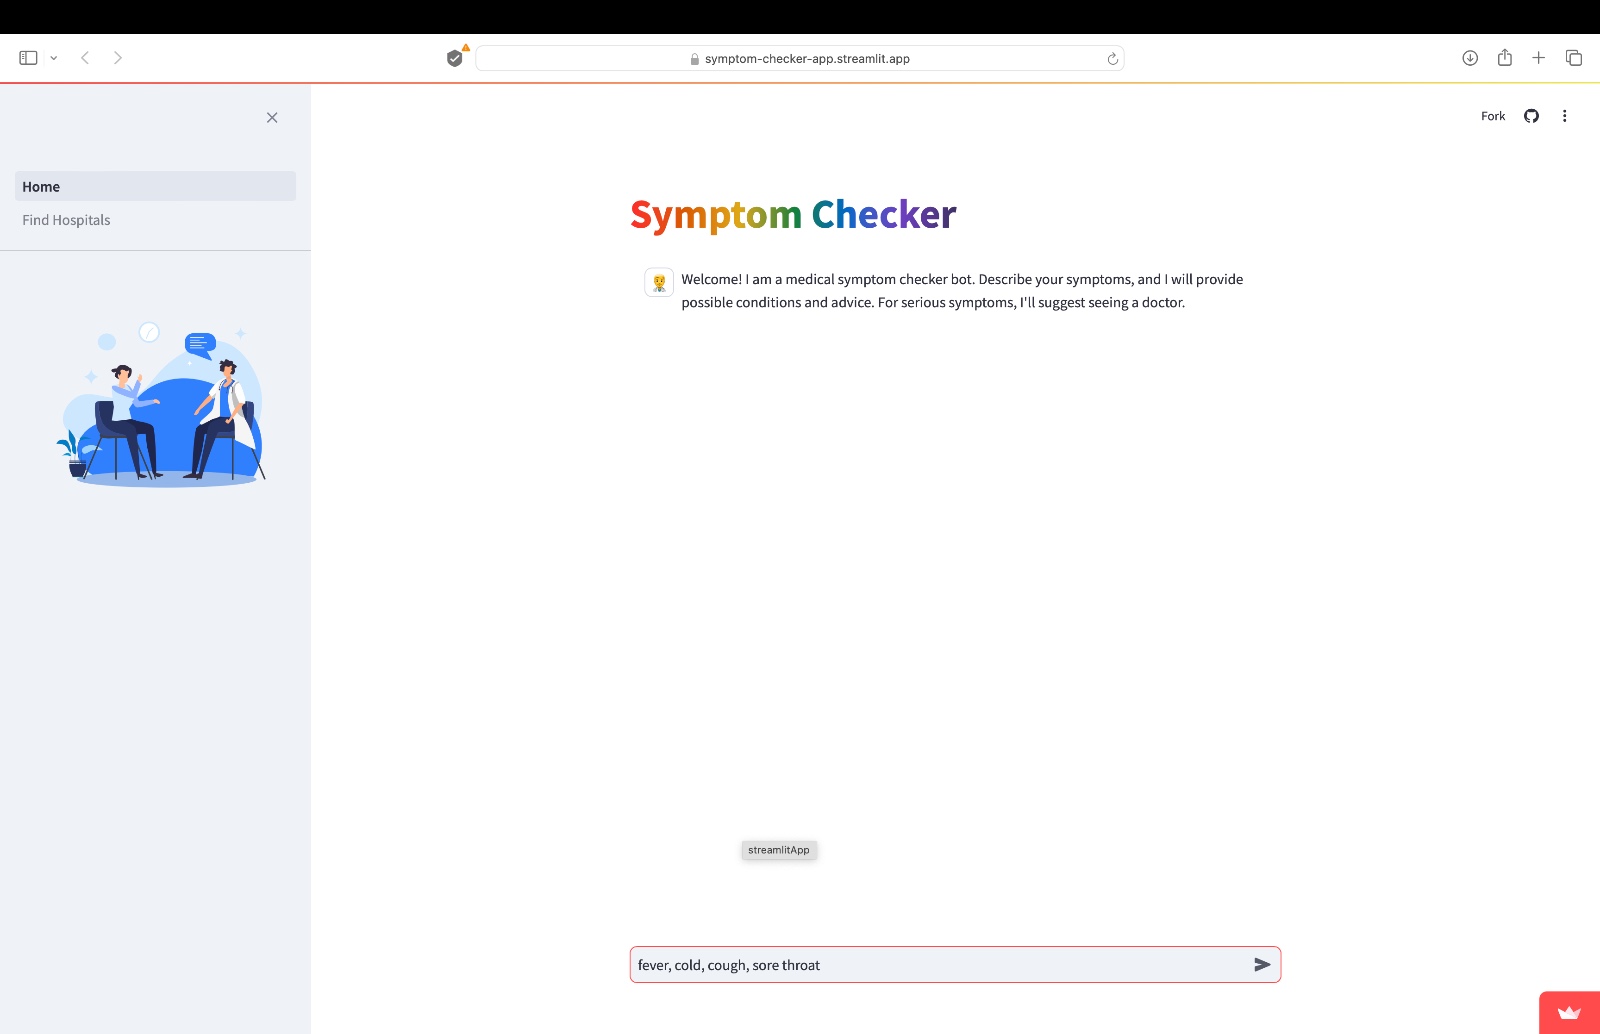 symptom-checker-app.streamlit.app
Fork
Home
Find Hospitals
Symptom Checker
Welcome! I am a medical symptom checker bot. Describe your symptoms, and I will provide
possible conditions and advice. For serious symptoms, I'll suggest seeing a doctor.
streamlitApp
fever, cold, cough, sore throat